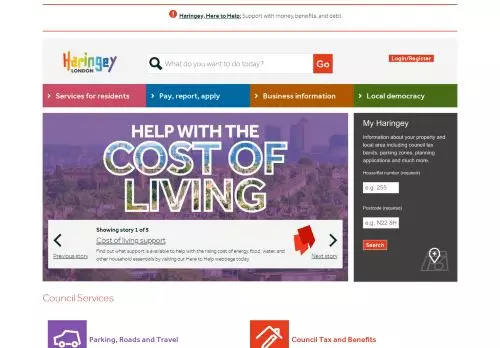 Haringey, Here to Help: Support with money, benefits, and debt.
Haringey
LONDON
What do you want to do today?
Go
Login/Register
Services for residents
Pay, report, apply
Business information
Local democracy
HELP WITH THE
COST OF
LIVING
Showing story 1 of 5
Cost of living support
Find out what support is available to help with the rising cost of energy, food, water, and
other household essentials by visiting our Here to Help webpage today.
Previous story
Next story
My Haringey
Information about your property and
local area including council tax
bands, parking zones, planning
applications and much more.
House/flat number (required)
e.g. 255
Postcode (required)
e.g. N22 8H
Search
Council Services
Parking, Roads and Travel
Council Tax and Benefits